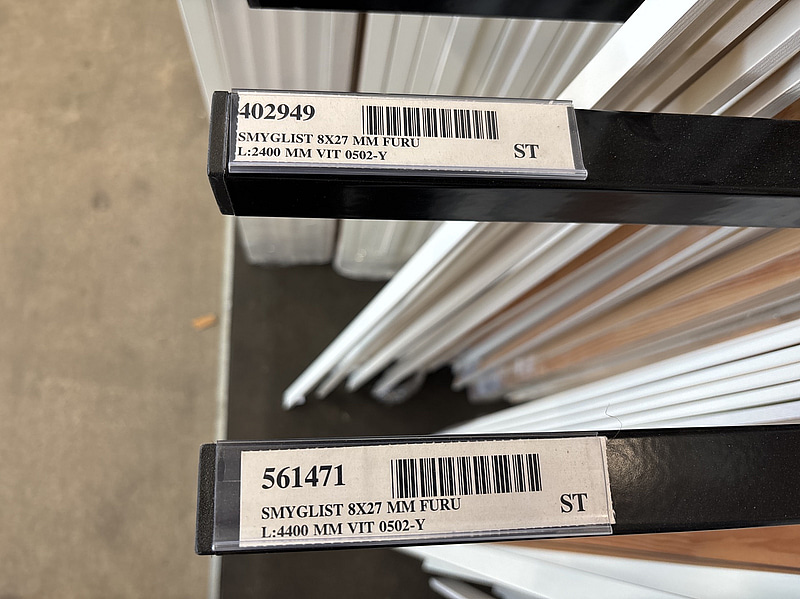 402949
SMYGLIST 8X27 MM FURU
L:2400 MM VIT 0502-Y
ST
561471
SMYGLIST 8X27 MM FURU
L:4400 MM VIT 0502-Y
ST